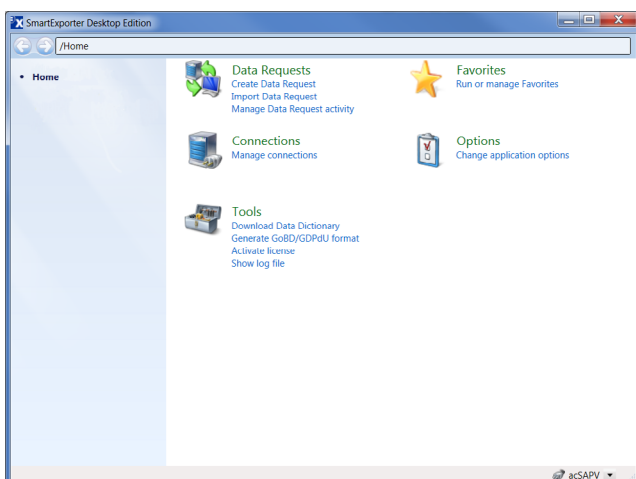 SmartExporter Desktop Edition
/Home
Home
Data Requests
Create Data Request
Import Data Request
Manage Data Request activity
Favorites
Run or manage Favorites
Connections
Manage connections
Options
Change application options
Tools
Download Data Dictionary
Generate GoBD/GDPdU format
Activate license
Show log file
acSAPV